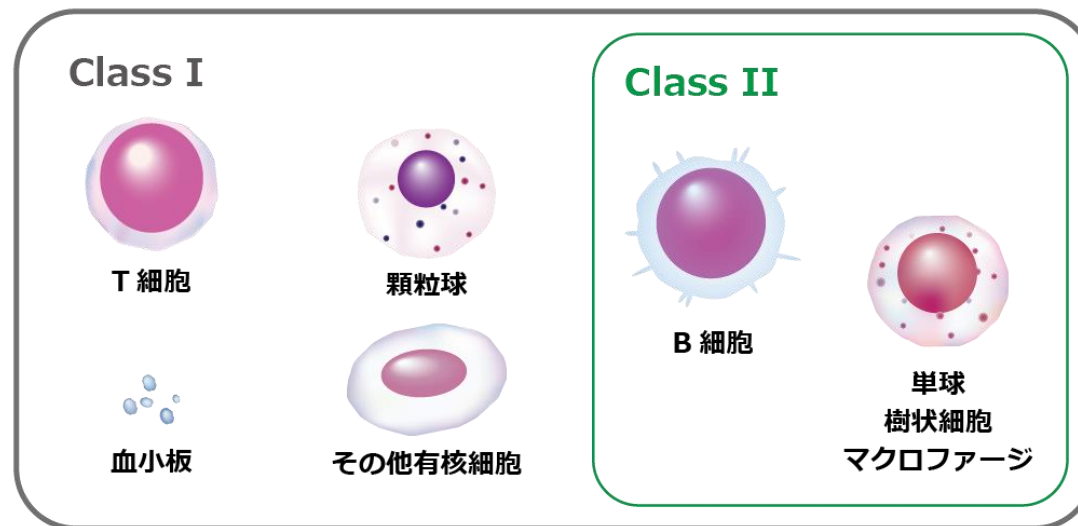 Class I
T 細胞
顆粒球
血小板
その他有核細胞
Class II
B 細胞
単球
樹状細胞
マクロファージ